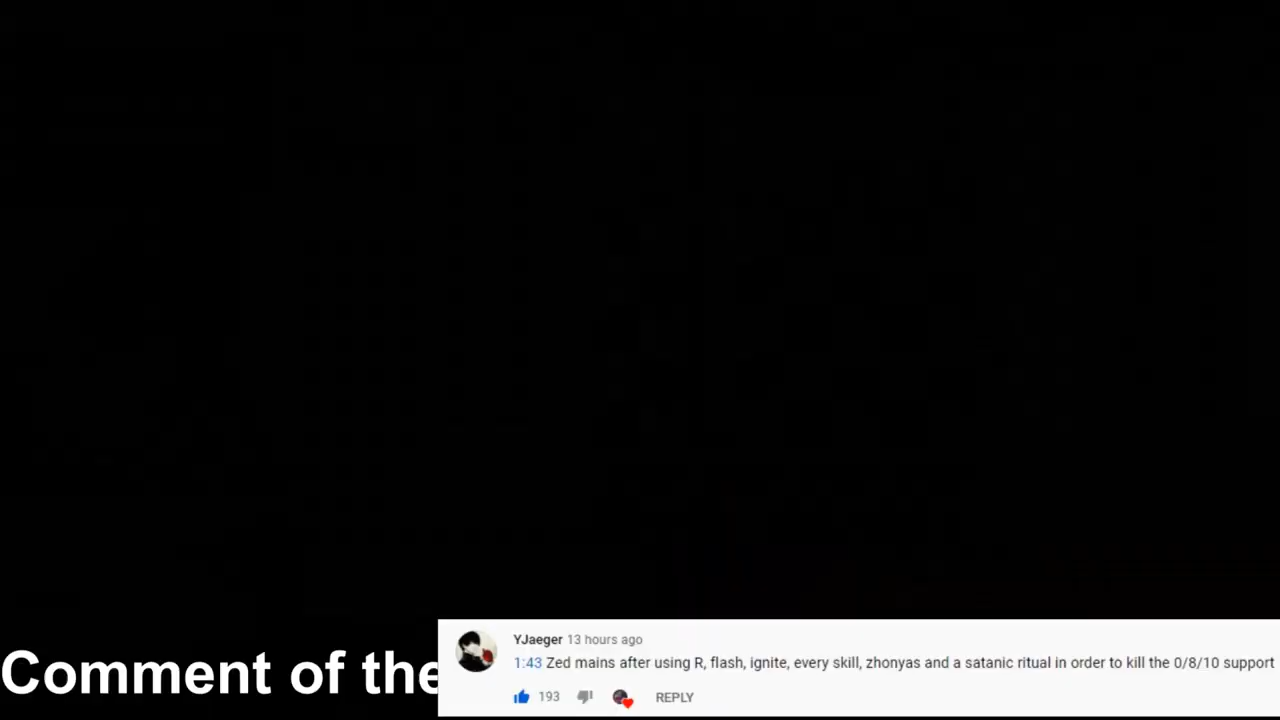 Comment of the
YJaeger 13 hours ago
1:43 Zed mains after using R, flash, ignite, every skill, zhonyas and a satanic ritual in order to kill the 0/8/10 support
193 REPLY